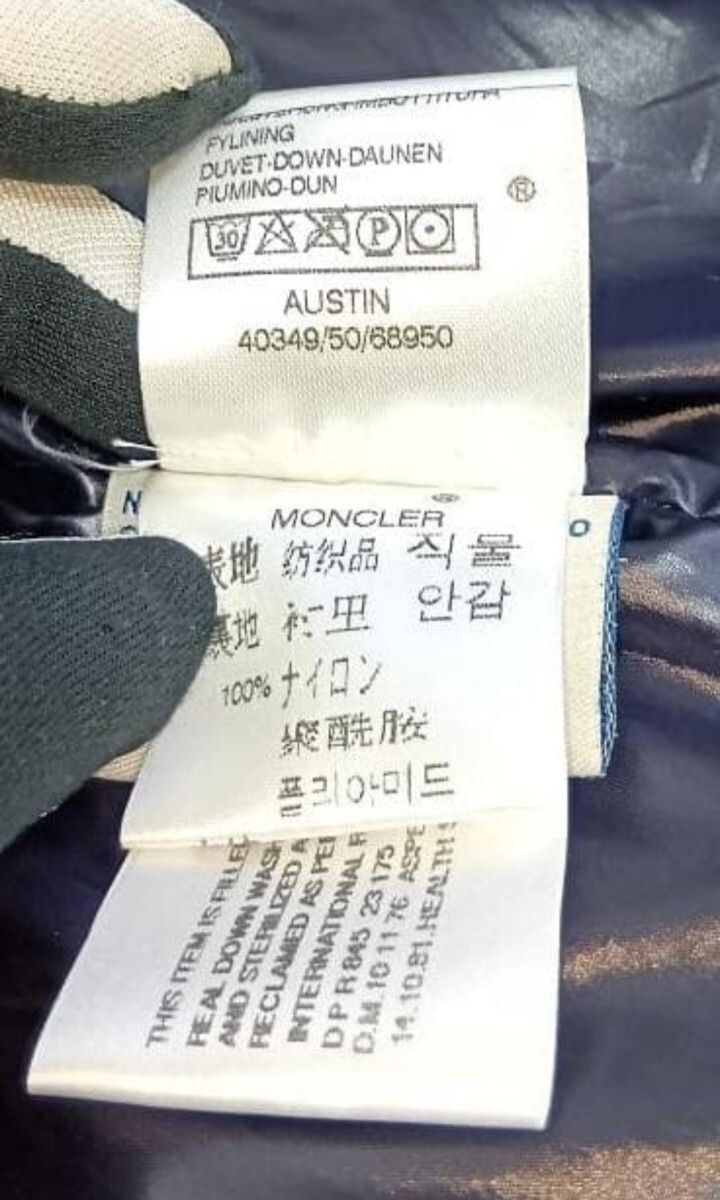 FYLINING
DUVET-DOWN-DAUNEN
PIUMINO-DUN
®
30 P
AUSTIN
40349/50/68950
N
MONCLER®
O
表地 纺织品 직물
裏地 衬里 안감
100% ナイロン
聚酰胺
폴리아미드
THIS ITEM IS FILLED
REAL DOWN WASH
AND STERILIZED A
RECLAMED AS PER
INTERNATIONAL R
D P R 845 23 175
D.M. 10 11 76 ASPE
14.10.81.HEALTH S